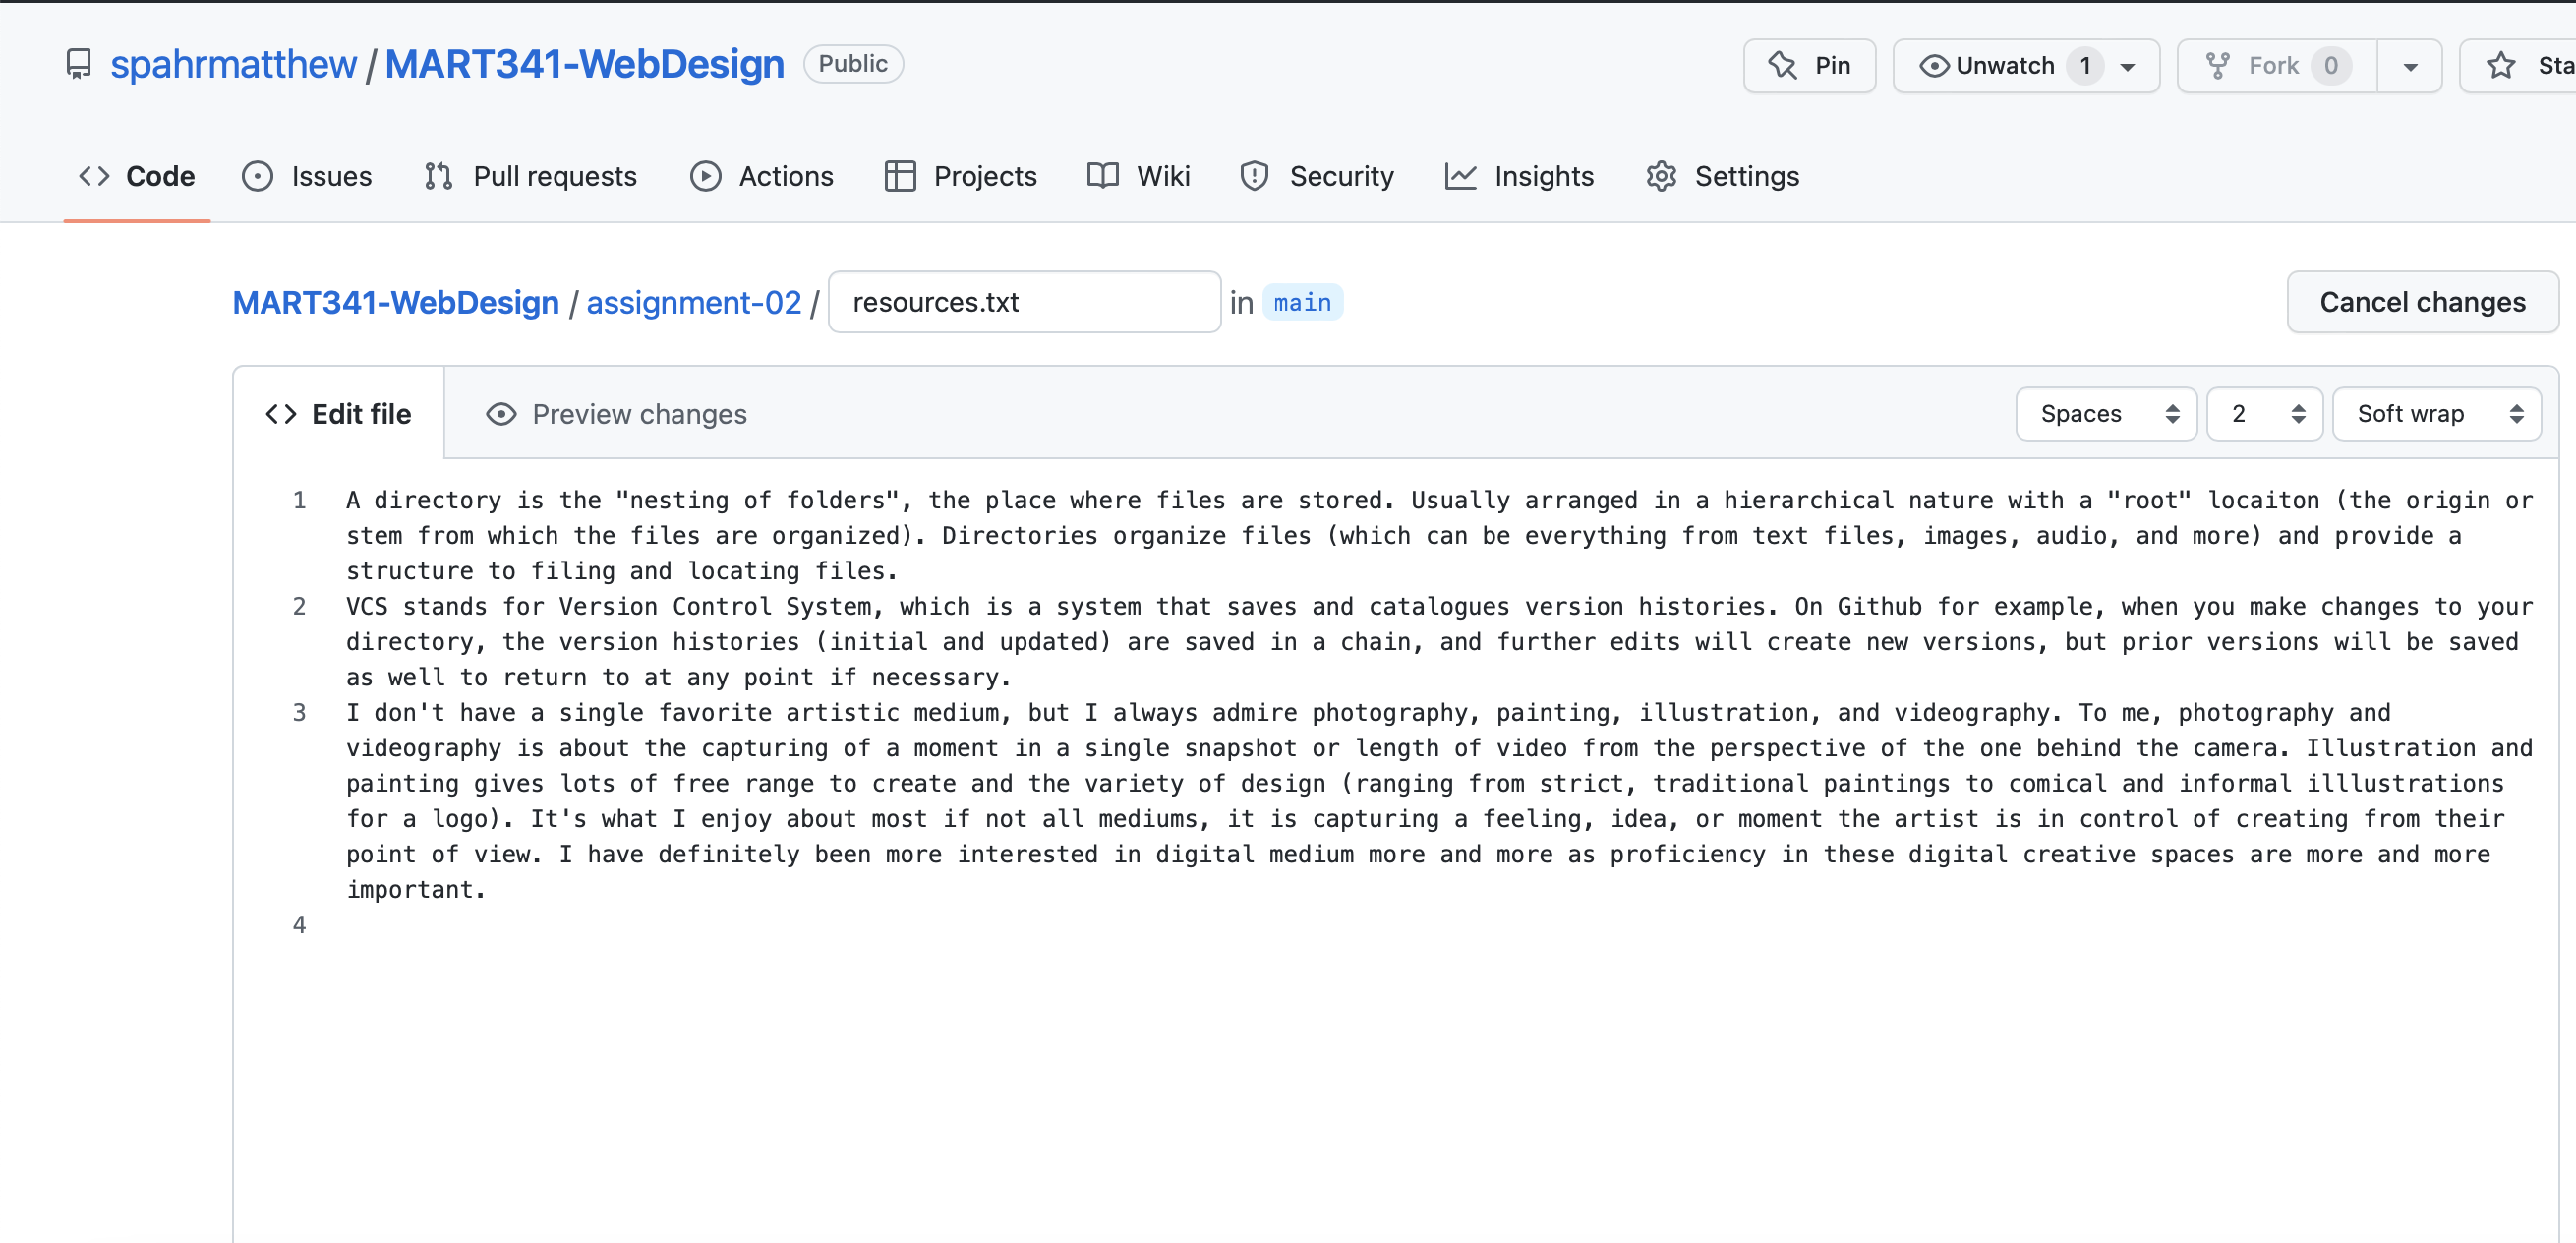 spahrmatthew / MART341-WebDesign Public
Pin
Unwatch 1
Fork 0
Sta
Code
Issues
Pull requests
Actions
Projects
Wiki
Security
Insights
Settings
MART341-WebDesign / assignment-02 / resources.txt in main
Cancel changes
Edit file
Preview changes
Spaces
2
Soft wrap
1 A directory is the "nesting of folders", the place where files are stored. Usually arranged in a hierarchical nature with a "root" locaiton (the origin or
stem from which the files are organized). Directories organize files (which can be everything from text files, images, audio, and more) and provide a
structure to filing and locating files.
2 VCS stands for Version Control System, which is a system that saves and catalogues version histories. On Github for example, when you make changes to your
directory, the version histories (initial and updated) are saved in a chain, and further edits will create new versions, but prior versions will be saved
as well to return to at any point if necessary.
3 I don't have a single favorite artistic medium, but I always admire photography, painting, illustration, and videography. To me, photography and
videography is about the capturing of a moment in a single snapshot or length of video from the perspective of the one behind the camera. Illustration and
painting gives lots of free range to create and the variety of design (ranging from strict, traditional paintings to comical and informal illlustrations
for a logo). It's what I enjoy about most if not all mediums, it is capturing a feeling, idea, or moment the artist is in control of creating from their
point of view. I have definitely been more interested in digital medium more and more as proficiency in these digital creative spaces are more and more
important.
4